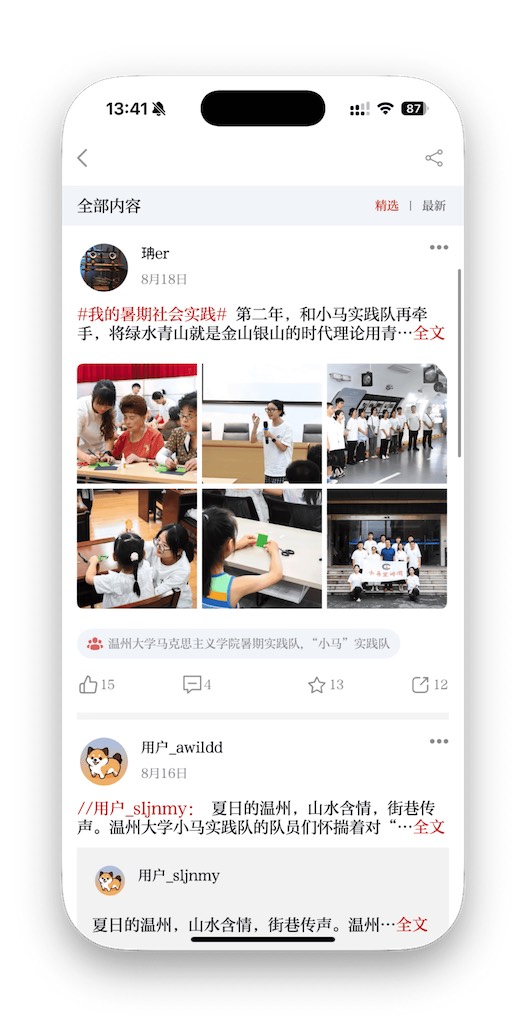 13:41
87
全部内容
精选 | 最新
珃er
8月18日
#我的暑期社会实践# 第二年，和小马实践队再牵
手，将绿水青山就是金山银山的时代理论用青…全文
温州大学马克思主义学院暑期实践队，“小马”实践队
15 4 13 12
用户_awildd
8月16日
//用户_sljnmy： 夏日的温州，山水含情，街巷传
声。温州大学小马实践队的队员们怀揣着对“…全文
用户_sljnmy
夏日的温州，山水含情，街巷传声。温州…全文